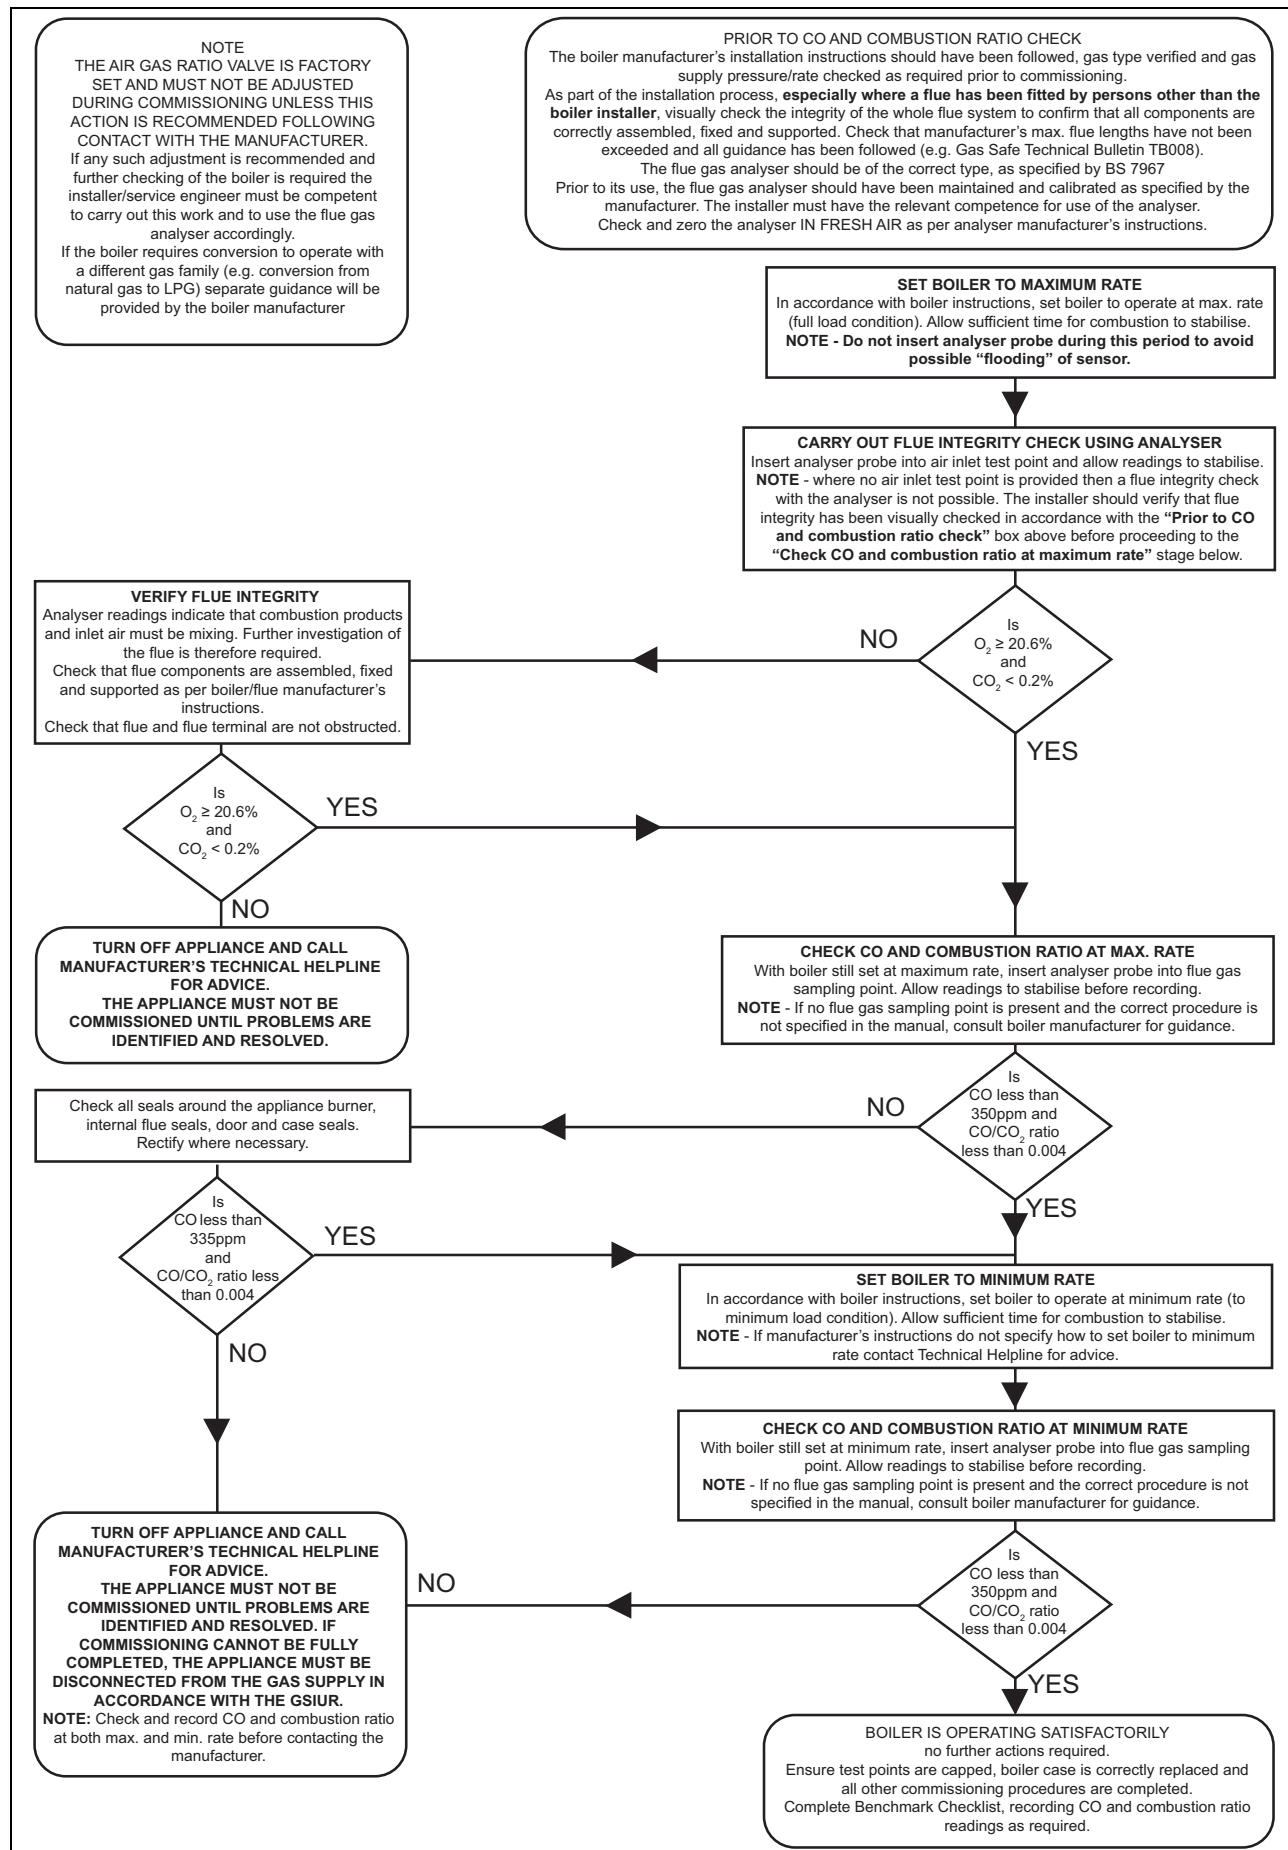 NOTE
THE AIR GAS RATIO VALVE IS FACTORY
SET AND MUST NOT BE ADJUSTED
DURING COMMISSIONING UNLESS THIS
ACTION IS RECOMMENDED FOLLOWING
CONTACT WITH THE MANUFACTURER.
If any such adjustment is recommended and
further checking of the boiler is required the
installer/service engineer must be competent
to carry out this work and to use the flue gas
analyser accordingly.
If the boiler requires conversion to operate with
a different gas family (e.g. conversion from
natural gas to LPG) separate guidance will be
provided by the boiler manufacturer
PRIOR TO CO AND COMBUSTION RATIO CHECK
The boiler manufacturer's installation instructions should have been followed, gas type verified and gas
supply pressure/rate checked as required prior to commissioning.
As part of the installation process, especially where a flue has been fitted by persons other than the
boiler installer, visually check the integrity of the whole flue system to confirm that all components are
correctly assembled, fixed and supported. Check that manufacturer's max. flue lengths have not been
exceeded and all guidance has been followed (e.g. Gas Safe Technical Bulletin TB008).
The flue gas analyser should be of the correct type, as specified by BS 7967
Prior to its use, the flue gas analyser should have been maintained and calibrated as specified by the
manufacturer. The installer must have the relevant competence for use of the analyser.
Check and zero the analyser IN FRESH AIR as per analyser manufacturer's instructions.
SET BOILER TO MAXIMUM RATE
In accordance with boiler instructions, set boiler to operate at max. rate
(full load condition). Allow sufficient time for combustion to stabilise.
NOTE - Do not insert analyser probe during this period to avoid
possible “flooding” of sensor.
CARRY OUT FLUE INTEGRITY CHECK USING ANALYSER
Insert analyser probe into air inlet test point and allow readings to stabilise.
NOTE - where no air inlet test point is provided then a flue integrity check
with the analyser is not possible. The installer should verify that flue
integrity has been visually checked in accordance with the “Prior to CO
and combustion ratio check” box above before proceeding to the
“Check CO and combustion ratio at maximum rate” stage below.
Is
O₂ ≥ 20.6%
and
CO₂ < 0.2%
NO
YES
VERIFY FLUE INTEGRITY
Analyser readings indicate that combustion products
and inlet air must be mixing. Further investigation of
the flue is therefore required.
Check that flue components are assembled, fixed
and supported as per boiler/flue manufacturer's
instructions.
Check that flue and flue terminal are not obstructed.
Is
O₂ ≥ 20.6%
and
CO₂ < 0.2%
YES
NO
TURN OFF APPLIANCE AND CALL
MANUFACTURER'S TECHNICAL HELPLINE
FOR ADVICE.
THE APPLIANCE MUST NOT BE
COMMISSIONED UNTIL PROBLEMS ARE
IDENTIFIED AND RESOLVED.
CHECK CO AND COMBUSTION RATIO AT MAX. RATE
With boiler still set at maximum rate, insert analyser probe into flue gas
sampling point. Allow readings to stabilise before recording.
NOTE - If no flue gas sampling point is present and the correct procedure is
not specified in the manual, consult boiler manufacturer for guidance.
Is
CO less than
350ppm and
CO/CO₂ ratio
less than 0.004
NO
YES
Check all seals around the appliance burner,
internal flue seals, door and case seals.
Rectify where necessary.
Is
CO less than
335ppm
and
CO/CO₂ ratio less
than 0.004
YES
NO
SET BOILER TO MINIMUM RATE
In accordance with boiler instructions, set boiler to operate at minimum rate (to
minimum load condition). Allow sufficient time for combustion to stabilise.
NOTE - If manufacturer's instructions do not specify how to set boiler to minimum
rate contact Technical Helpline for advice.
CHECK CO AND COMBUSTION RATIO AT MINIMUM RATE
With boiler still set at minimum rate, insert analyser probe into flue gas sampling
point. Allow readings to stabilise before recording.
NOTE - If no flue gas sampling point is present and the correct procedure is not
specified in the manual, consult boiler manufacturer for guidance.
Is
CO less than
350ppm and
CO/CO₂ ratio
less than 0.004
NO
YES
TURN OFF APPLIANCE AND CALL
MANUFACTURER'S TECHNICAL HELPLINE
FOR ADVICE.
THE APPLIANCE MUST NOT BE
COMMISSIONED UNTIL PROBLEMS ARE
IDENTIFIED AND RESOLVED. IF
COMMISSIONING CANNOT BE FULLY
COMPLETED, THE APPLIANCE MUST BE
DISCONNECTED FROM THE GAS SUPPLY IN
ACCORDANCE WITH THE GSIUR.
NOTE: Check and record CO and combustion ratio
at both max. and min. rate before contacting the
manufacturer.
BOILER IS OPERATING SATISFACTORILY
no further actions required.
Ensure test points are capped, boiler case is correctly replaced and
all other commissioning procedures are completed.
Complete Benchmark Checklist, recording CO and combustion ratio
readings as required.